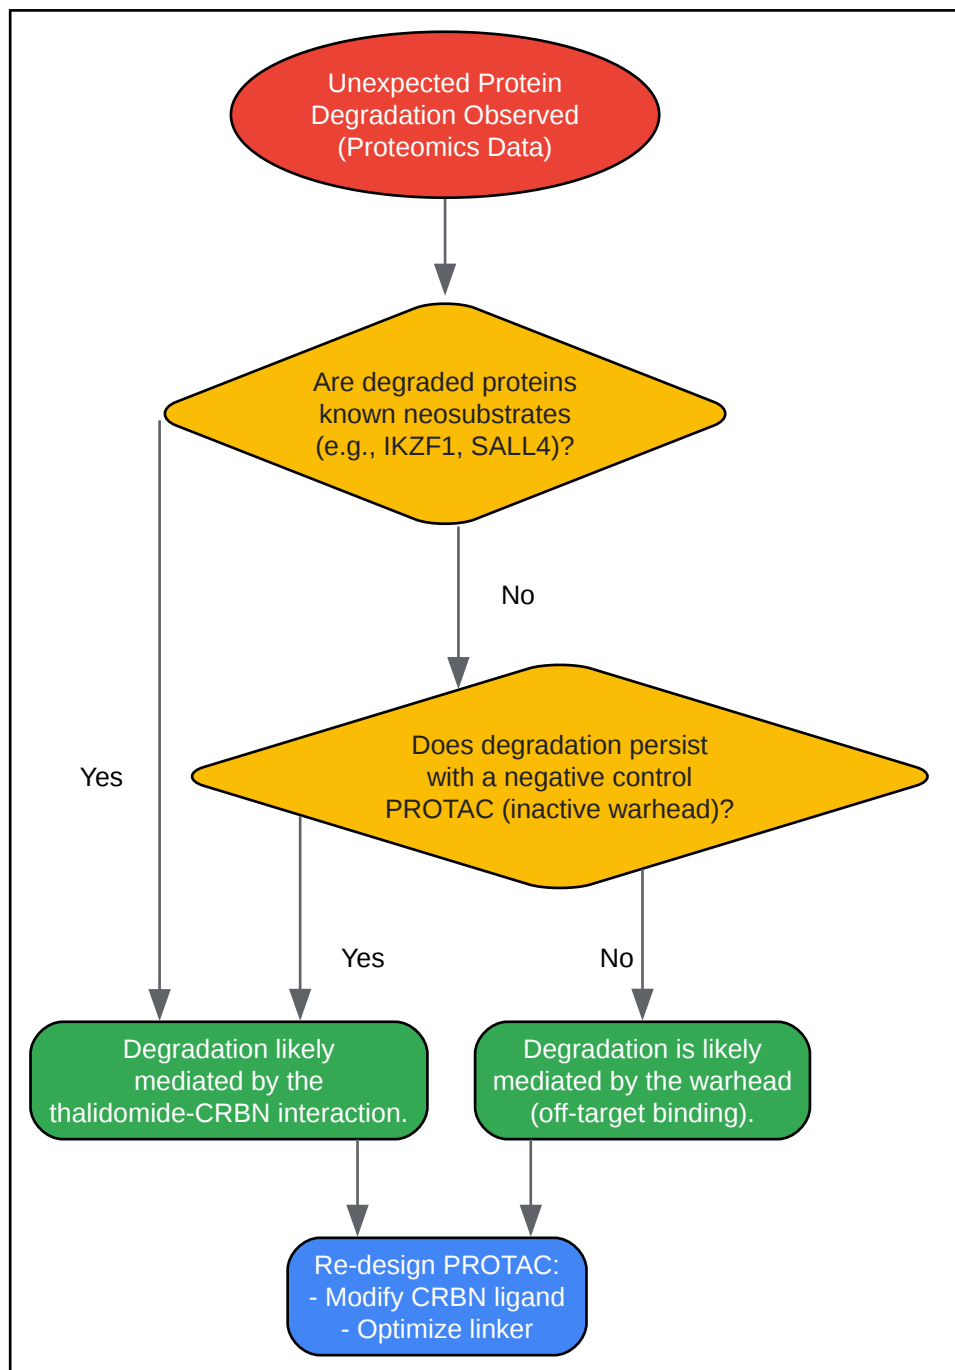 Unexpected Protein
Degradation Observed
(Proteomics Data)
Are degraded proteins
known neosubstrates
(e.g., IKZF1, SALL4)?
No
Does degradation persist
with a negative control
PROTAC (inactive warhead)?
Yes
Yes
No
Degradation likely
mediated by the
thalidomide-CRBN interaction.
Degradation is likely
mediated by the warhead
(off-target binding).
Re-design PROTAC:
- Modify CRBN ligand
- Optimize linker